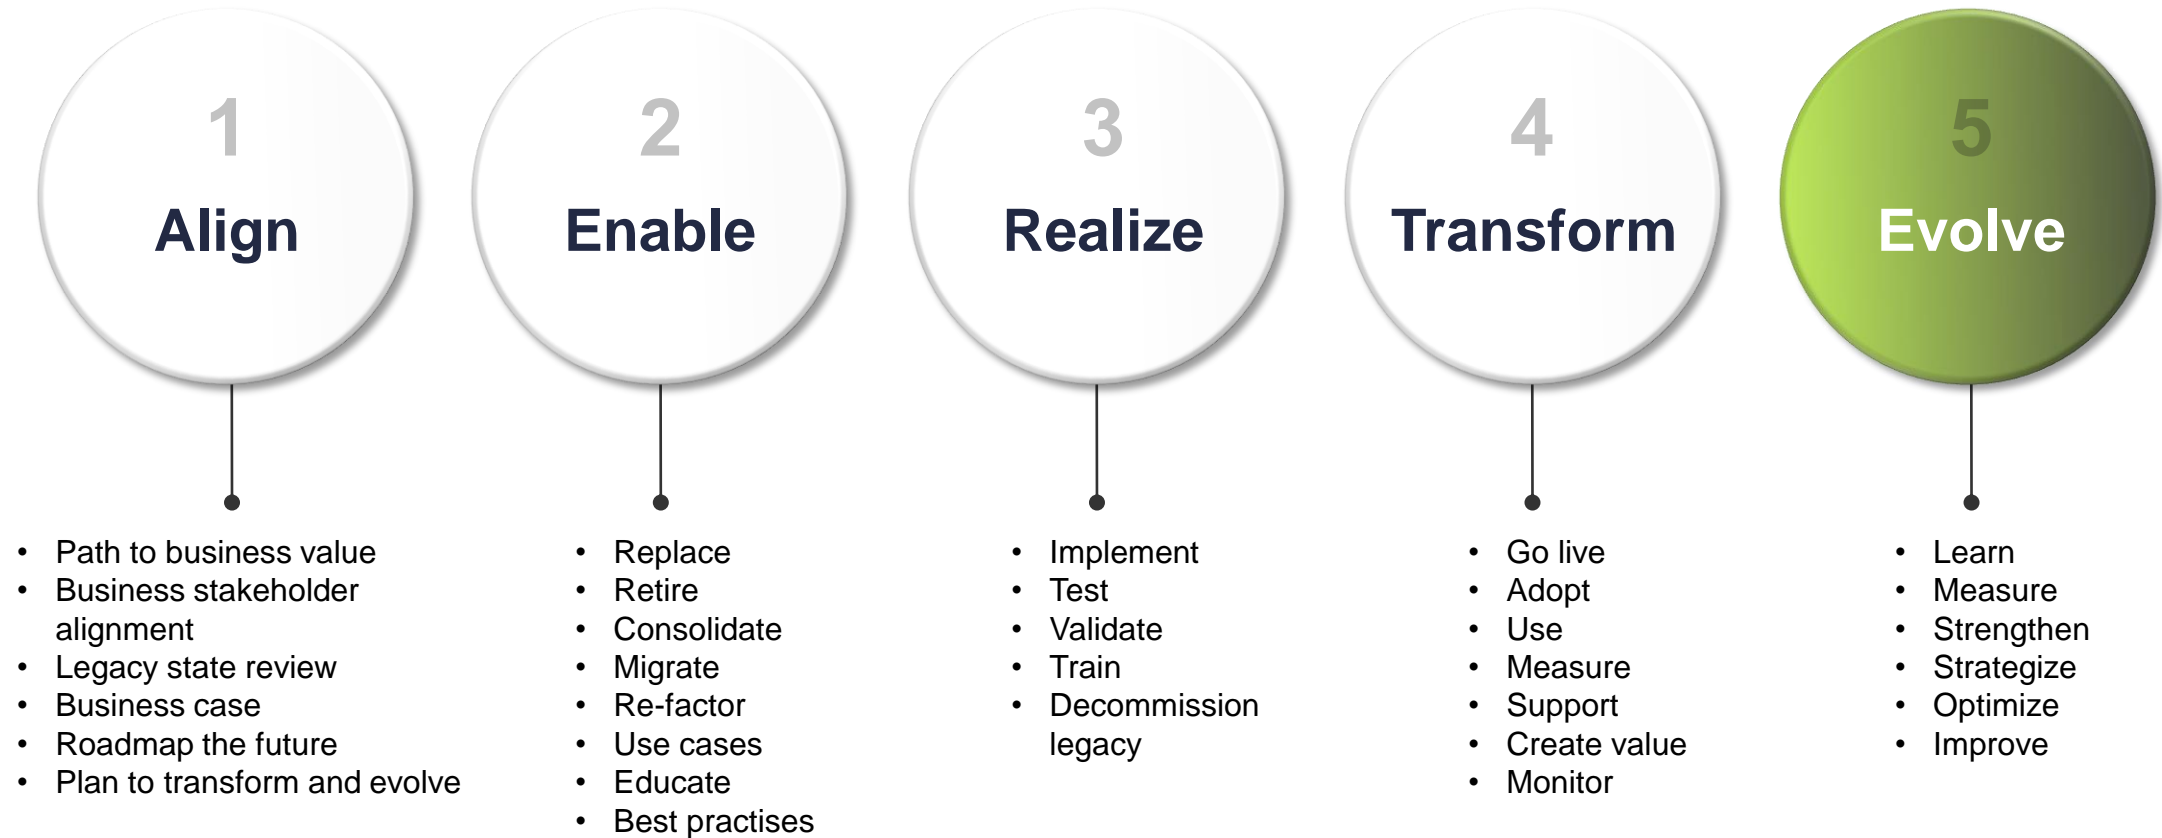 1
Align
• Path to business value
• Business stakeholder
alignment
• Legacy state review
• Business case
• Roadmap the future
• Plan to transform and evolve
2
Enable
• Replace
• Retire
• Consolidate
• Migrate
• Re-factor
• Use cases
• Educate
• Best practises
3
Realize
• Implement
• Test
• Validate
• Train
• Decommission
legacy
4
Transform
• Go live
• Adopt
• Use
• Measure
• Support
• Create value
• Monitor
5
Evolve
• Learn
• Measure
• Strengthen
• Strategize
• Optimize
• Improve